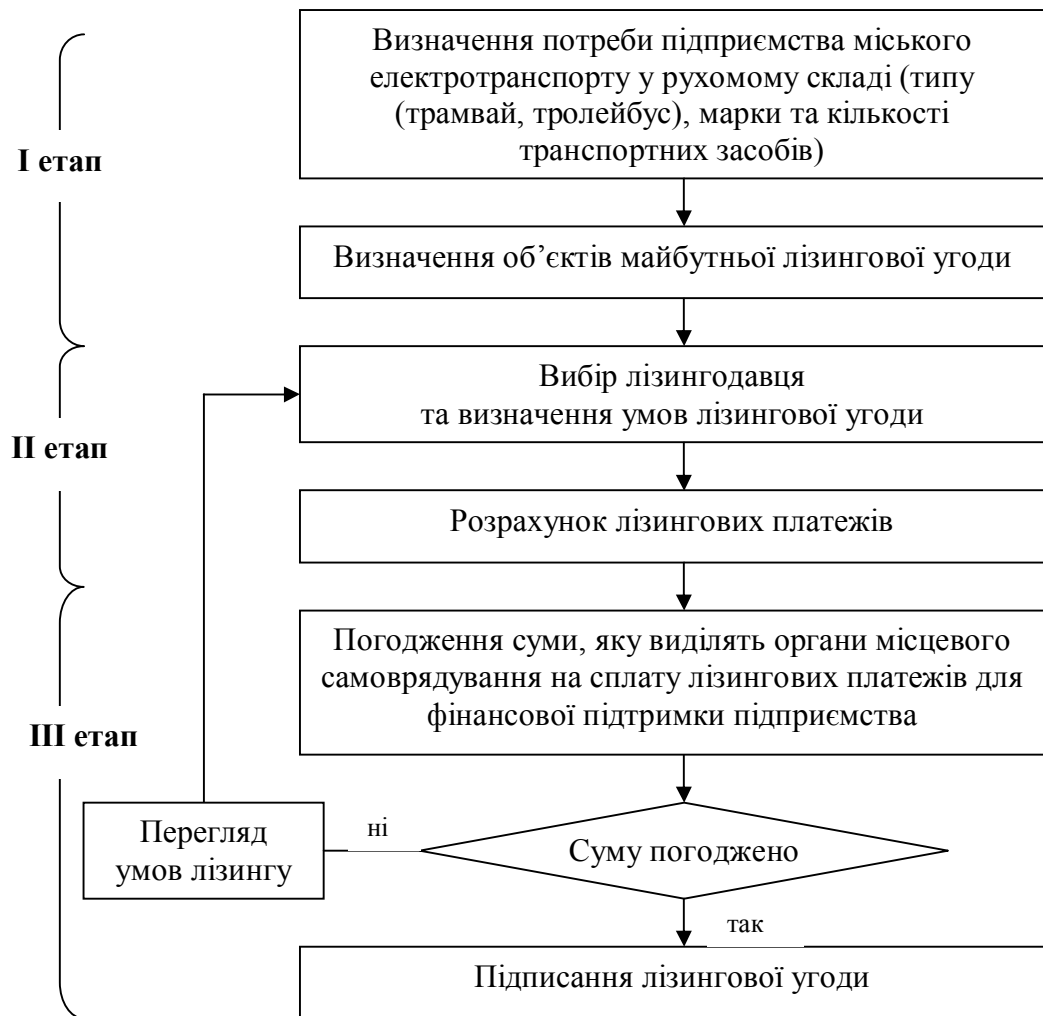 Визначення потреби підприємства міського
електротранспорту у рухомому складі (типу
(трамвай, тролейбус), марки та кількості
транспортних засобів)
І етап
Визначення об’єктів майбутньої лізингової угоди
Вибір лізингодавця
та визначення умов лізингової угоди
ІІ етап
Розрахунок лізингових платежів
Погодження суми, яку виділять органи місцевого
самоврядування на сплату лізингових платежів для
фінансової підтримки підприємства
ІІІ етап
Перегляд
умов лізингу
ні
Суму погоджено
так
Підписання лізингової угоди